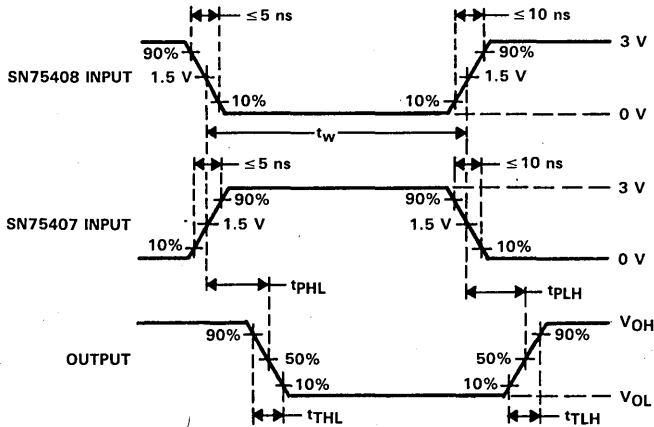 ≤5 ns ≤10 ns
90% 90% 3 V
SN75408 INPUT 1.5 V 1.5 V
10% 10% 0 V
tw
≤5 ns ≤10 ns
90% 90% 3 V
SN75407 INPUT 1.5 V 1.5 V
10% 10% 0 V
tPHL tPLH
90% 90% VOH
OUTPUT 50% 50%
10% 10% VOL
tTHL tTLH